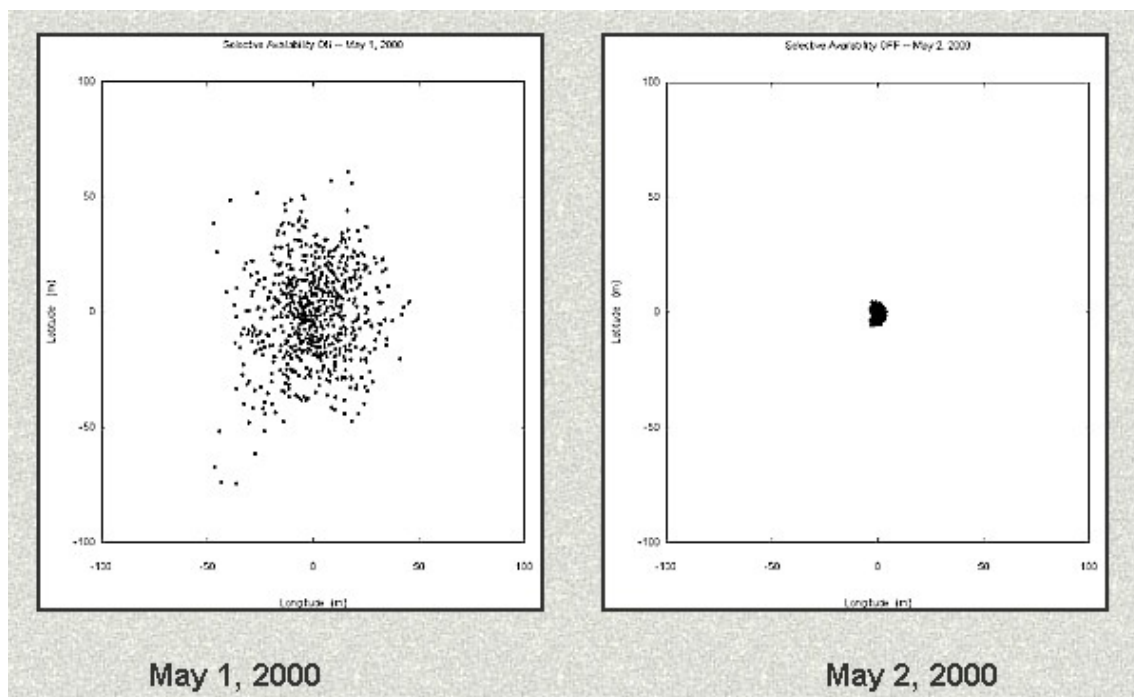 Selective Availability ON -- May 1, 2000
100
50
0
-50
-100
Latitude (m)
-100 -50 0 50 100
Longitude (m)
May 1, 2000
Selective Availability OFF -- May 2, 2000
100
50
0
-50
-100
Latitude (m)
-100 -50 0 50 100
Longitude (m)
May 2, 2000